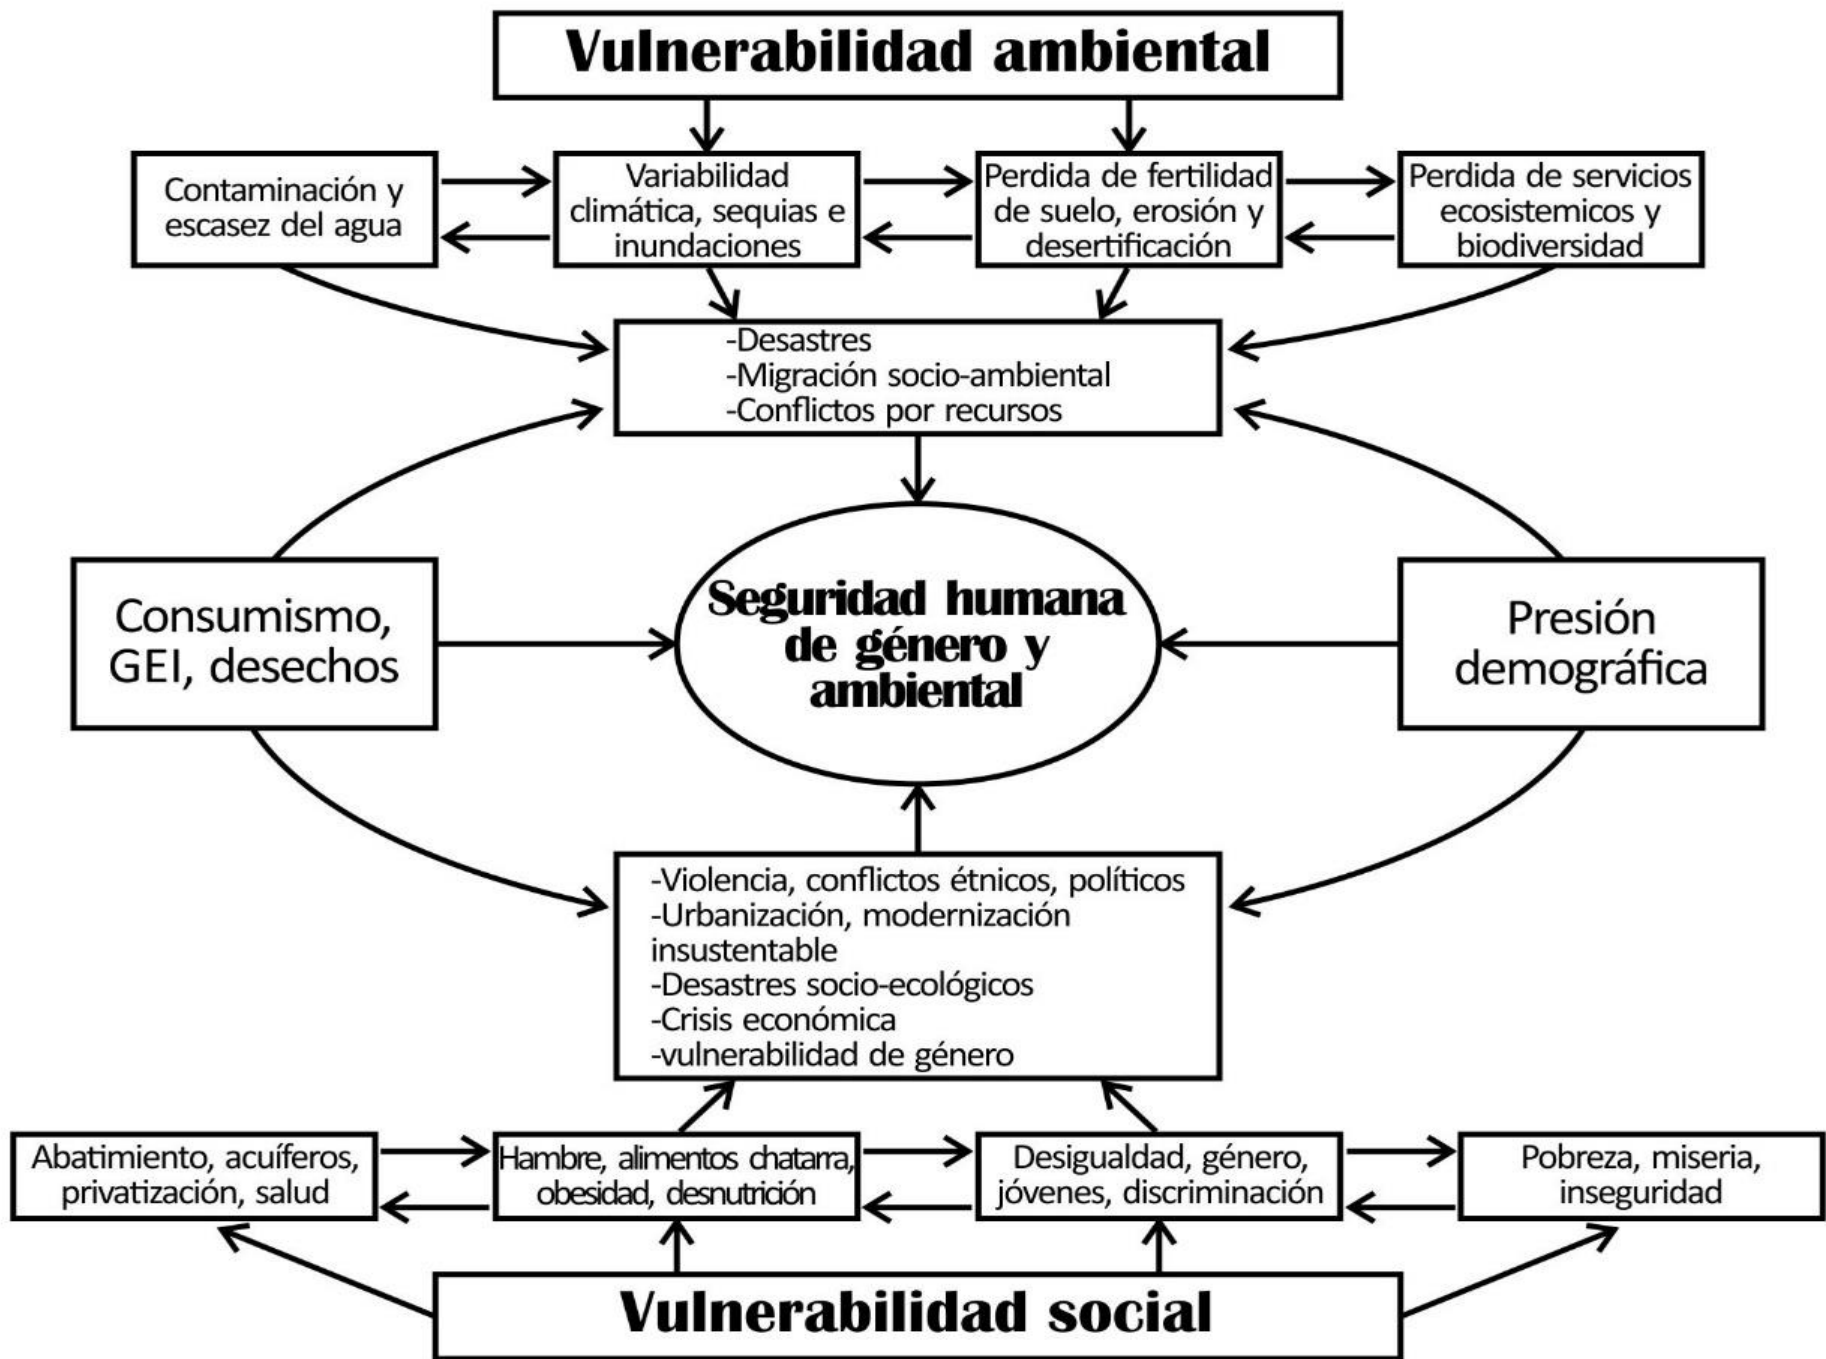 Vulnerabilidad ambiental
Contaminación y
escasez del agua
Variabilidad
climática, sequias e
inundaciones
Perdida de fertilidad
de suelo, erosión y
desertificación
Perdida de servicios
ecosistemicos y
biodiversidad
-Desastres
-Migración socio-ambiental
-Conflictos por recursos
Consumismo,
GEI, desechos
Seguridad humana
de género y
ambiental
Presión
demográfica
-Violencia, conflictos étnicos, políticos
-Urbanización, modernización
insustentable
-Desastres socio-ecológicos
-Crisis económica
-vulnerabilidad de género
Abatimiento, acuíferos,
privatización, salud
Hambre, alimentos chatarra,
obesidad, desnutrición
Desigualdad, género,
jóvenes, discriminación
Pobreza, miseria,
inseguridad
Vulnerabilidad social